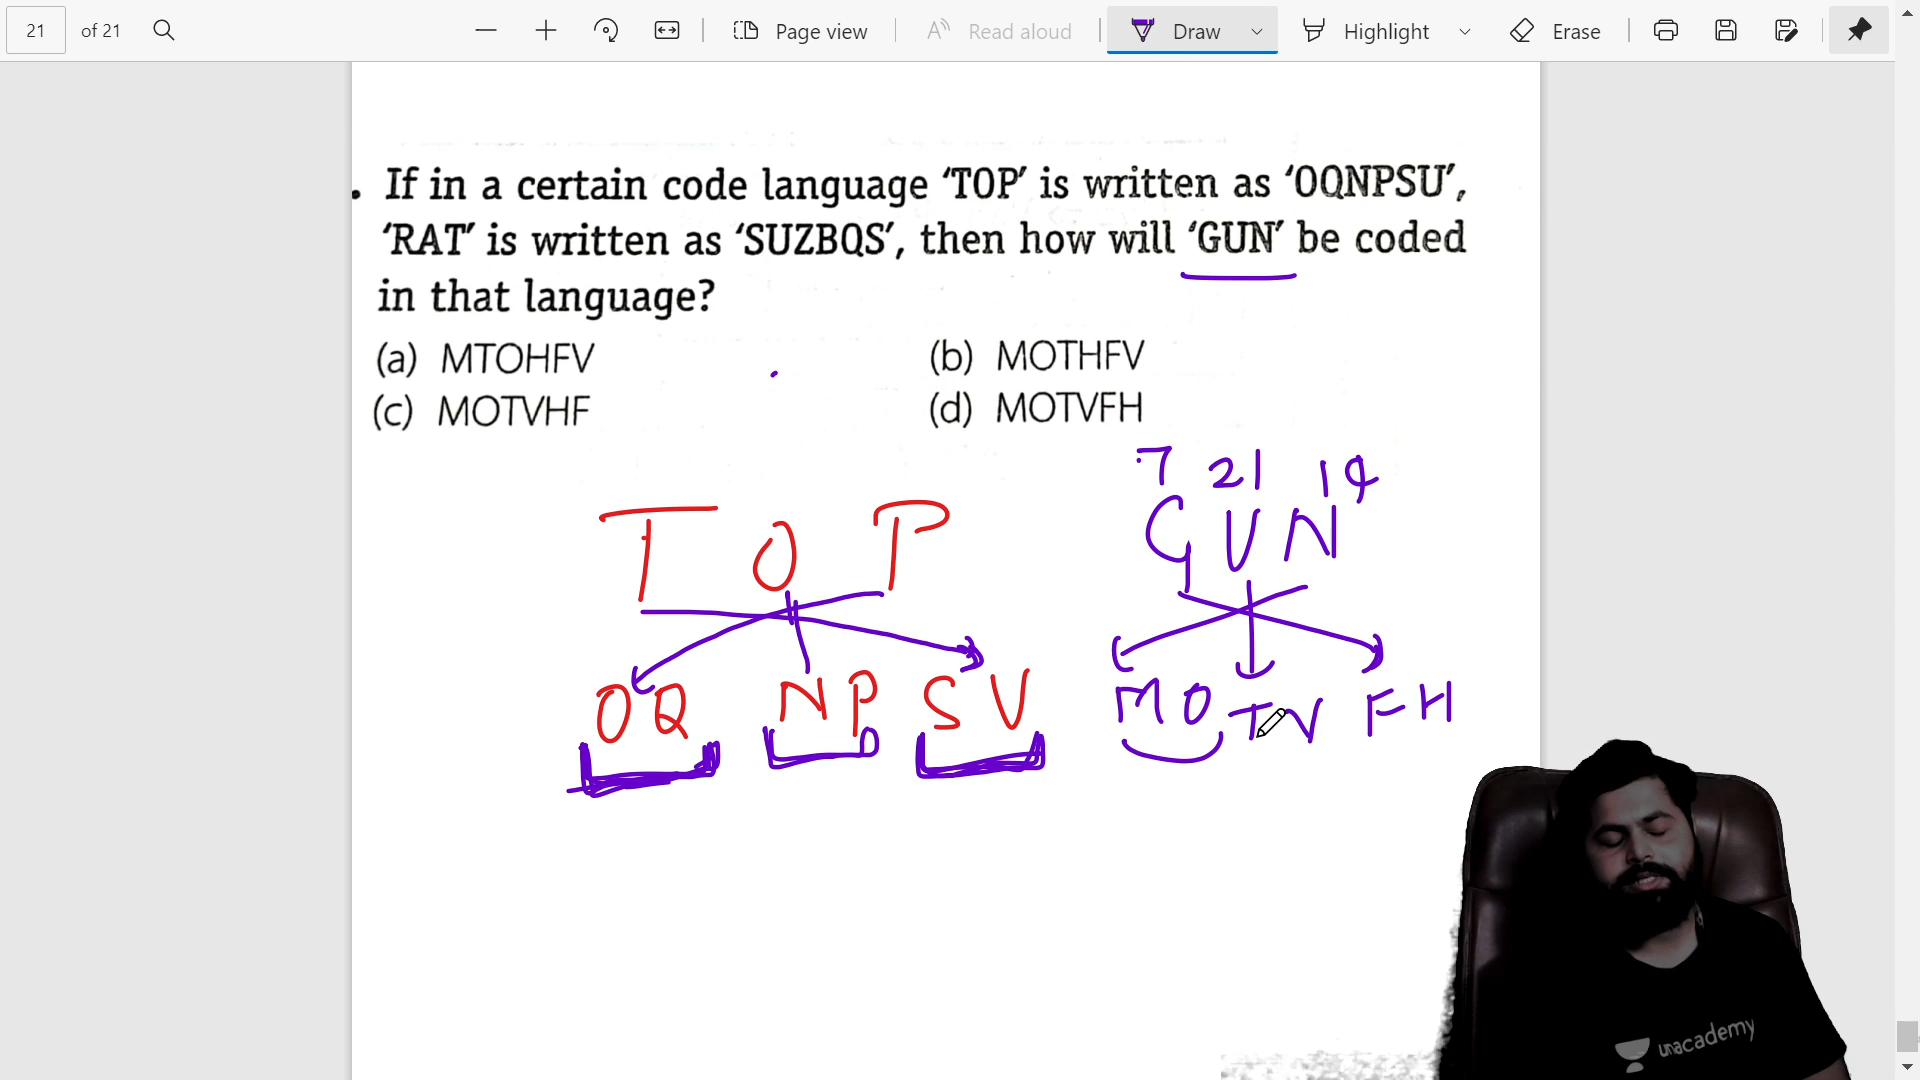 21 of 21 Page view Read aloud Draw Highlight Erase
. If in a certain code language ‘TOP’ is written as ‘OQNPSU’,
‘RAT’ is written as ‘SUZBQS’, then how will ‘GUN’ be coded
in that language?
(a) MTOHFV (b) MOTHFV
(c) MOTVHF (d) MOTVFH
7 21 14
T O P G U N
OQ NP SU MO TV FH
unacademy